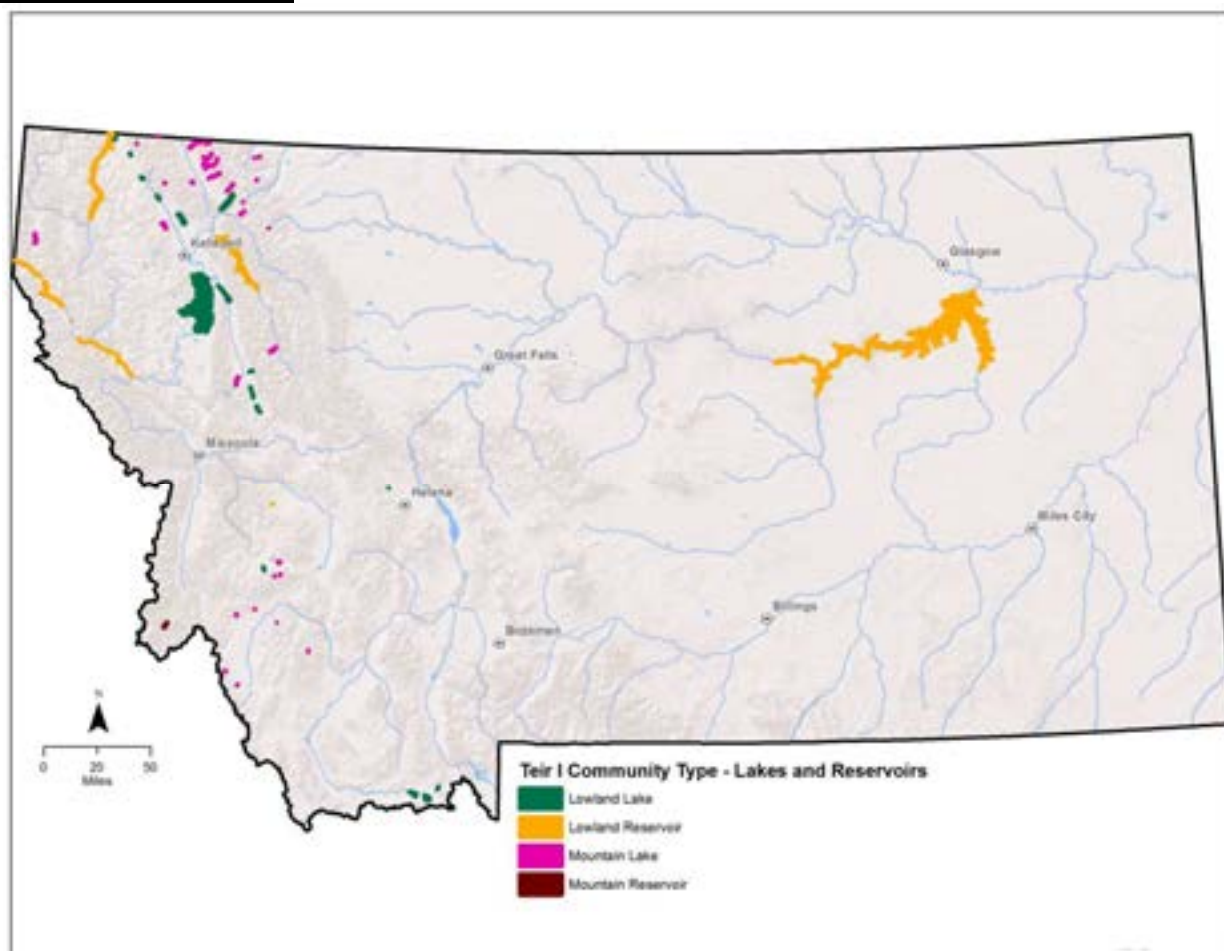 Kalispell
Glasgow
Great Falls
Missoula
Helena
Miles City
Billings
Bozeman
N
0 25 50
Miles
Teir I Community Type - Lakes and Reservoirs
Lowland Lake
Lowland Reservoir
Mountain Lake
Mountain Reservoir